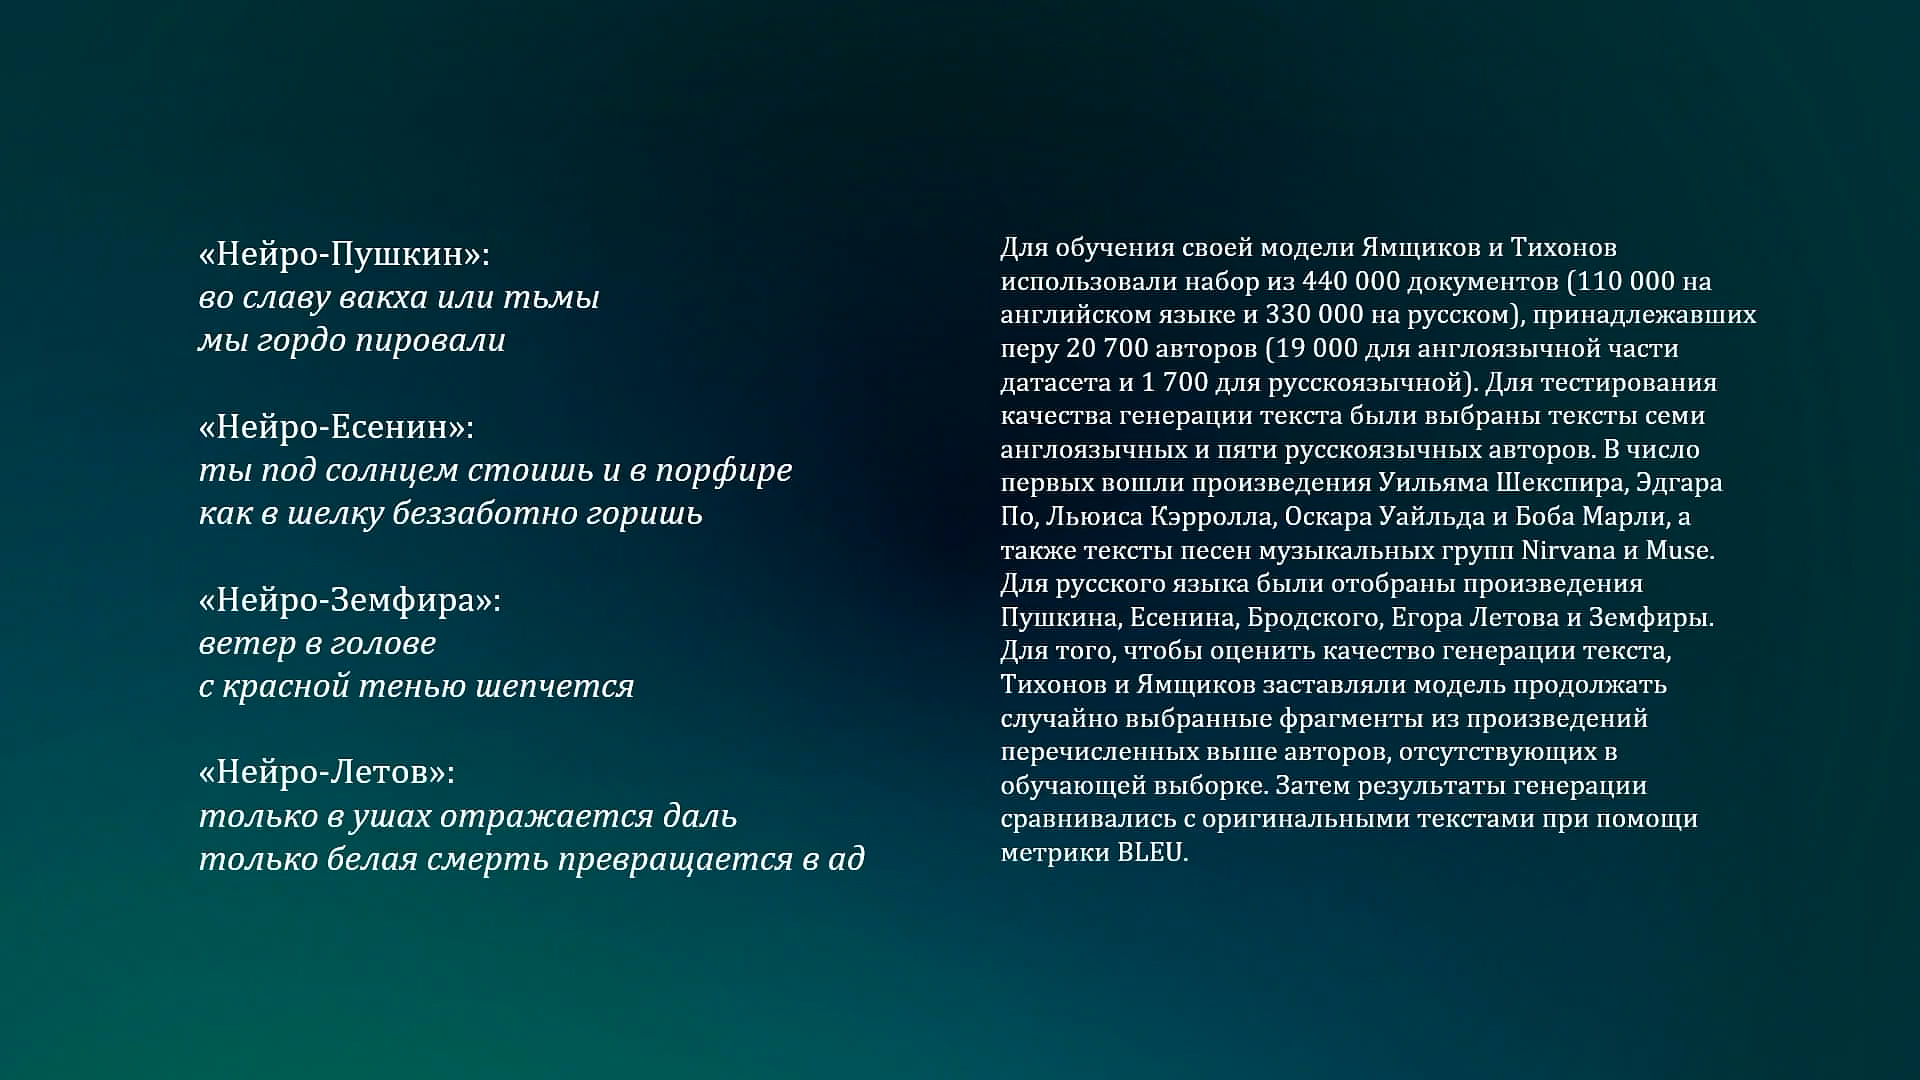 «Нейро-Пушкин»:
во славу вакха или тьмы
мы гордо пировали
«Нейро-Есенин»:
ты под солнцем стоишь и в порфире
как в шелку беззаботно горишь
«Нейро-Земфира»:
ветер в голове
с красной тенью шепчется
«Нейро-Летов»:
только в ушах отражается даль
только белая смерть превращается в ад
Для обучения своей модели Ямщиков и Тихонов
использовали набор из 440 000 документов (110 000 на
английском языке и 330 000 на русском), принадлежавших
перу 20 700 авторов (19 000 для англоязычной части
датасета и 1 700 для русскоязычной). Для тестирования
качества генерации текста были выбраны тексты семи
англоязычных и пяти русскоязычных авторов. В число
первых вошли произведения Уильяма Шекспира, Эдгара
По, Льюиса Кэрролла, Оскара Уайльда и Боба Марли, а
также тексты песен музыкальных групп Nirvana и Muse.
Для русского языка были отобраны произведения
Пушкина, Есенина, Бродского, Егора Летова и Земфиры.
Для того, чтобы оценить качество генерации текста,
Тихонов и Ямщиков заставляли модель продолжать
случайно выбранные фрагменты из произведений
перечисленных выше авторов, отсутствующих в
обучающей выборке. Затем результаты генерации
сравнивались с оригинальными текстами при помощи
метрики BLEU.